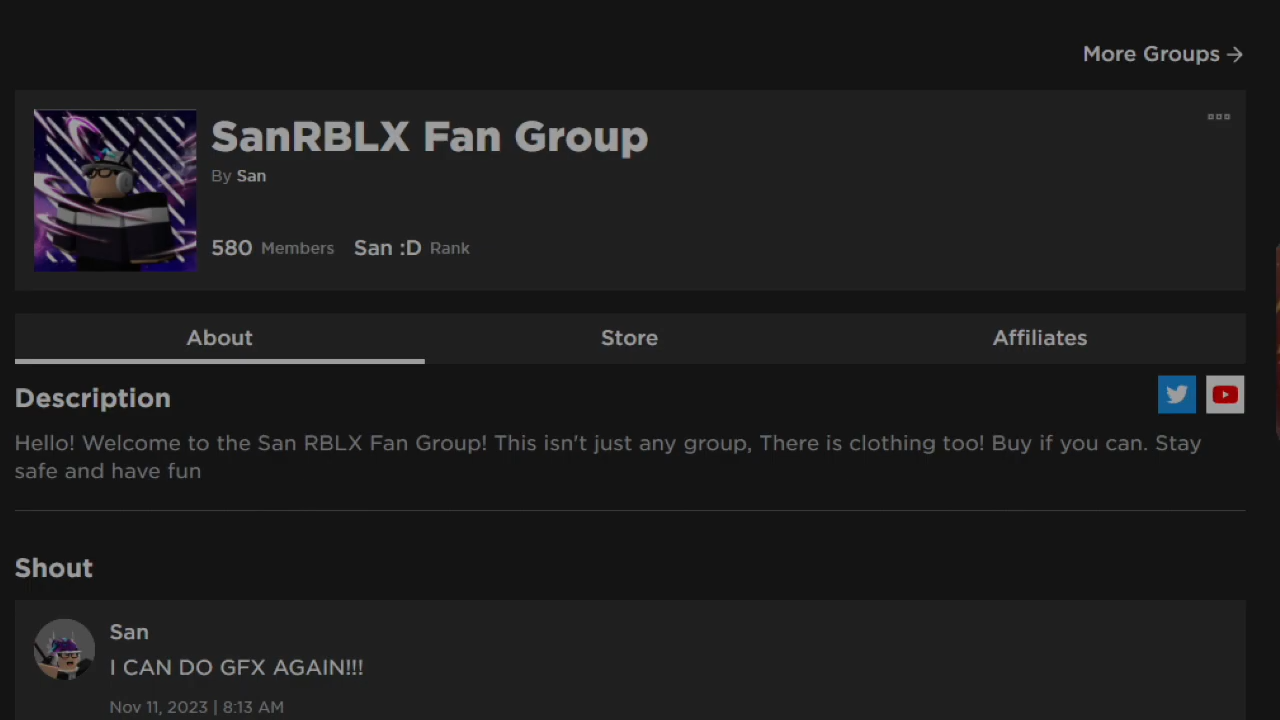 More Groups →
SanRBLX Fan Group
By San
580 Members San :D Rank
About Store Affiliates
Description
Hello! Welcome to the San RBLX Fan Group! This isn't just any group, There is clothing too! Buy if you can. Stay
safe and have fun
Shout
San
I CAN DO GFX AGAIN!!!
Nov 11, 2023 | 8:13 AM